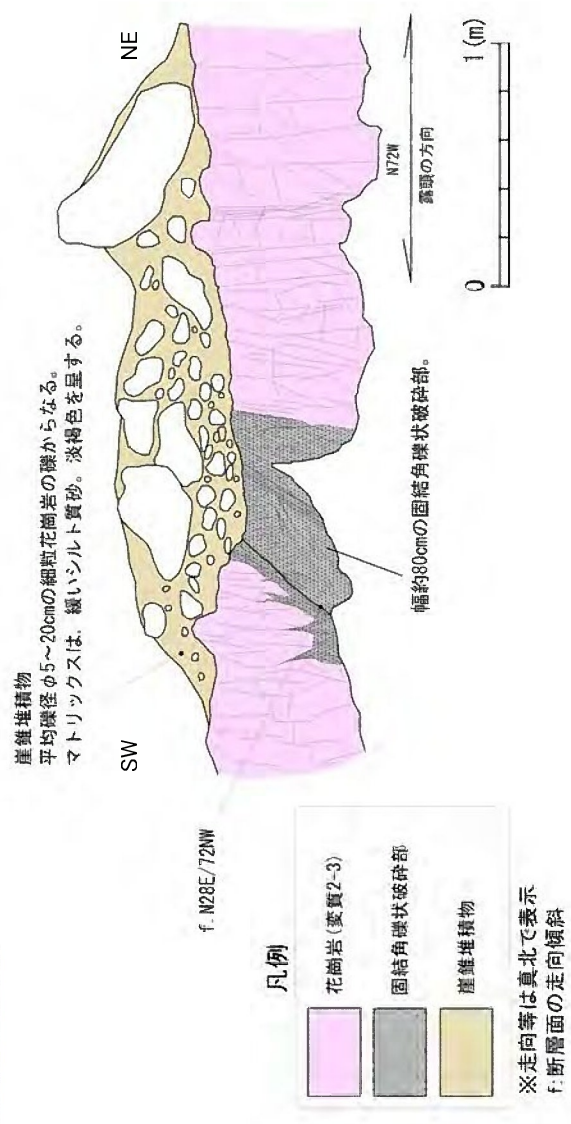 崖錐堆積物
平均礫径φ5～20cmの細粒花崗岩の礫からなる。
マトリックスは、緩いシルト質砂。淡褐色を呈する。
SW
NE
f:N28E/72NW
幅約80cmの固結角礫状破砕部。
N72W
露頭の方向
0
1(m)
凡例
花崗岩(変質2-3)
固結角礫状破砕部
崖錐堆積物
※走向等は真北で表示
f:断層面の走向傾斜